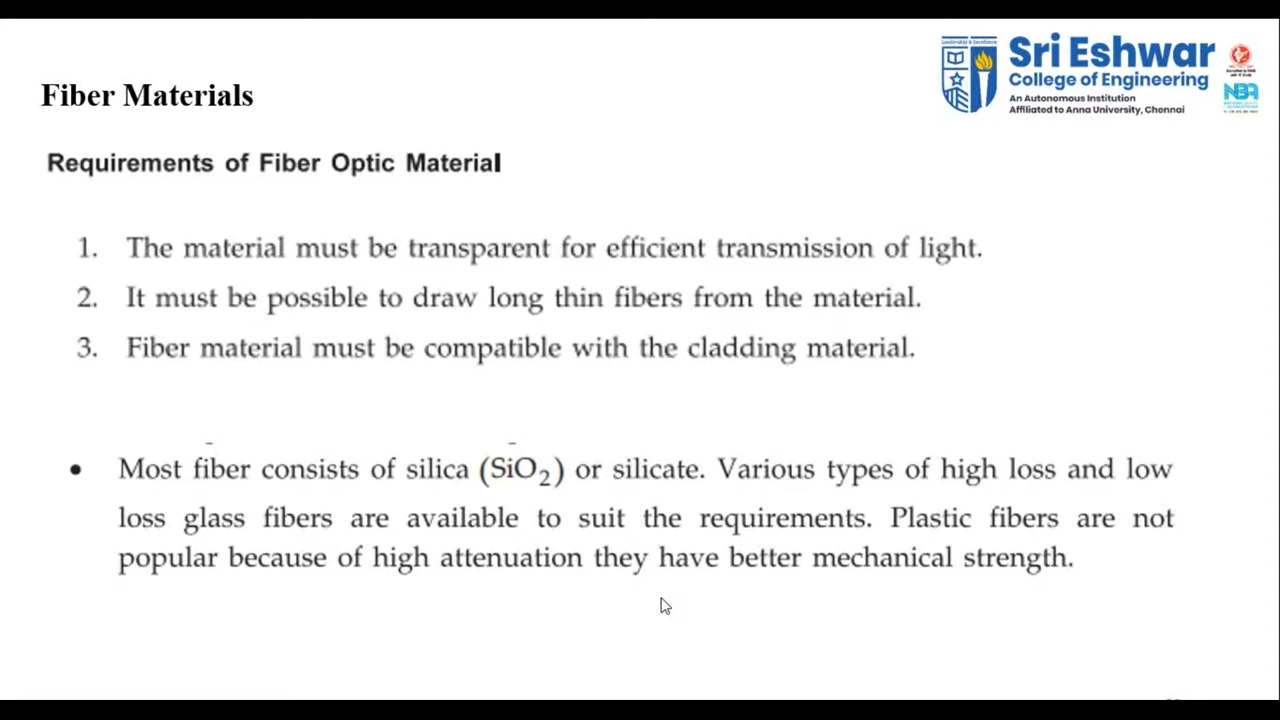 Leadership & Excellence
Sri Eshwar
College of Engineering
An Autonomous Institution
Affiliated to Anna University, Chennai
NBA
Fiber Materials
Requirements of Fiber Optic Material
1. The material must be transparent for efficient transmission of light.
2. It must be possible to draw long thin fibers from the material.
3. Fiber material must be compatible with the cladding material.
• Most fiber consists of silica (SiO₂) or silicate. Various types of high loss and low
loss glass fibers are available to suit the requirements. Plastic fibers are not
popular because of high attenuation they have better mechanical strength.